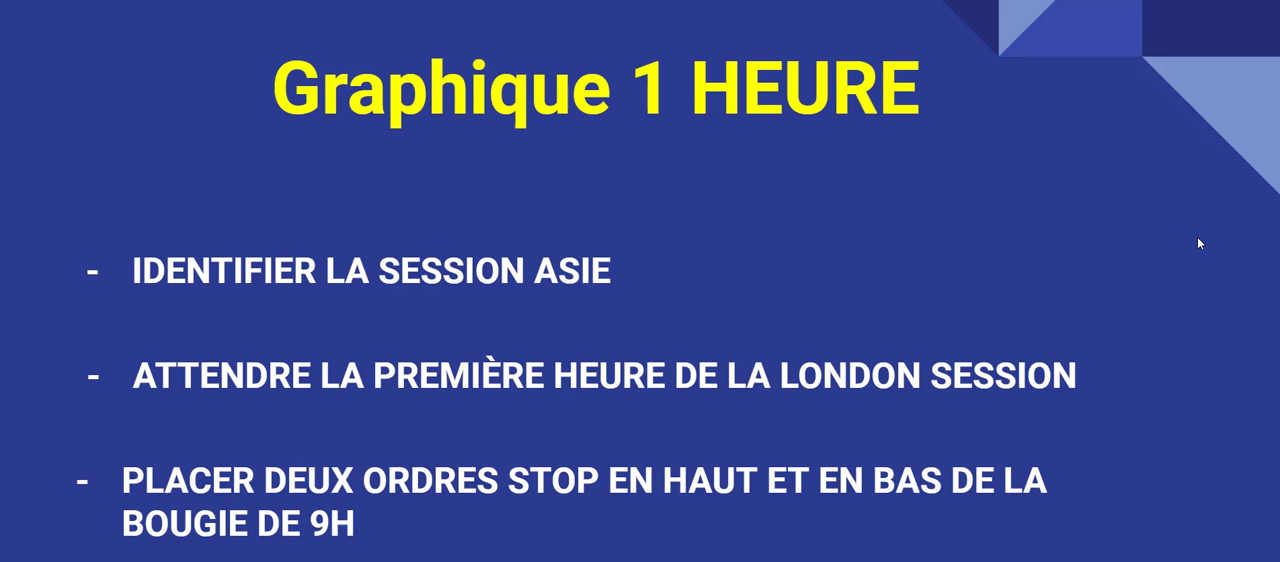 Graphique 1 HEURE
- IDENTIFIER LA SESSION ASIE
- ATTENDRE LA PREMIÈRE HEURE DE LA LONDON SESSION
- PLACER DEUX ORDRES STOP EN HAUT ET EN BAS DE LA
BOUGIE DE 9H